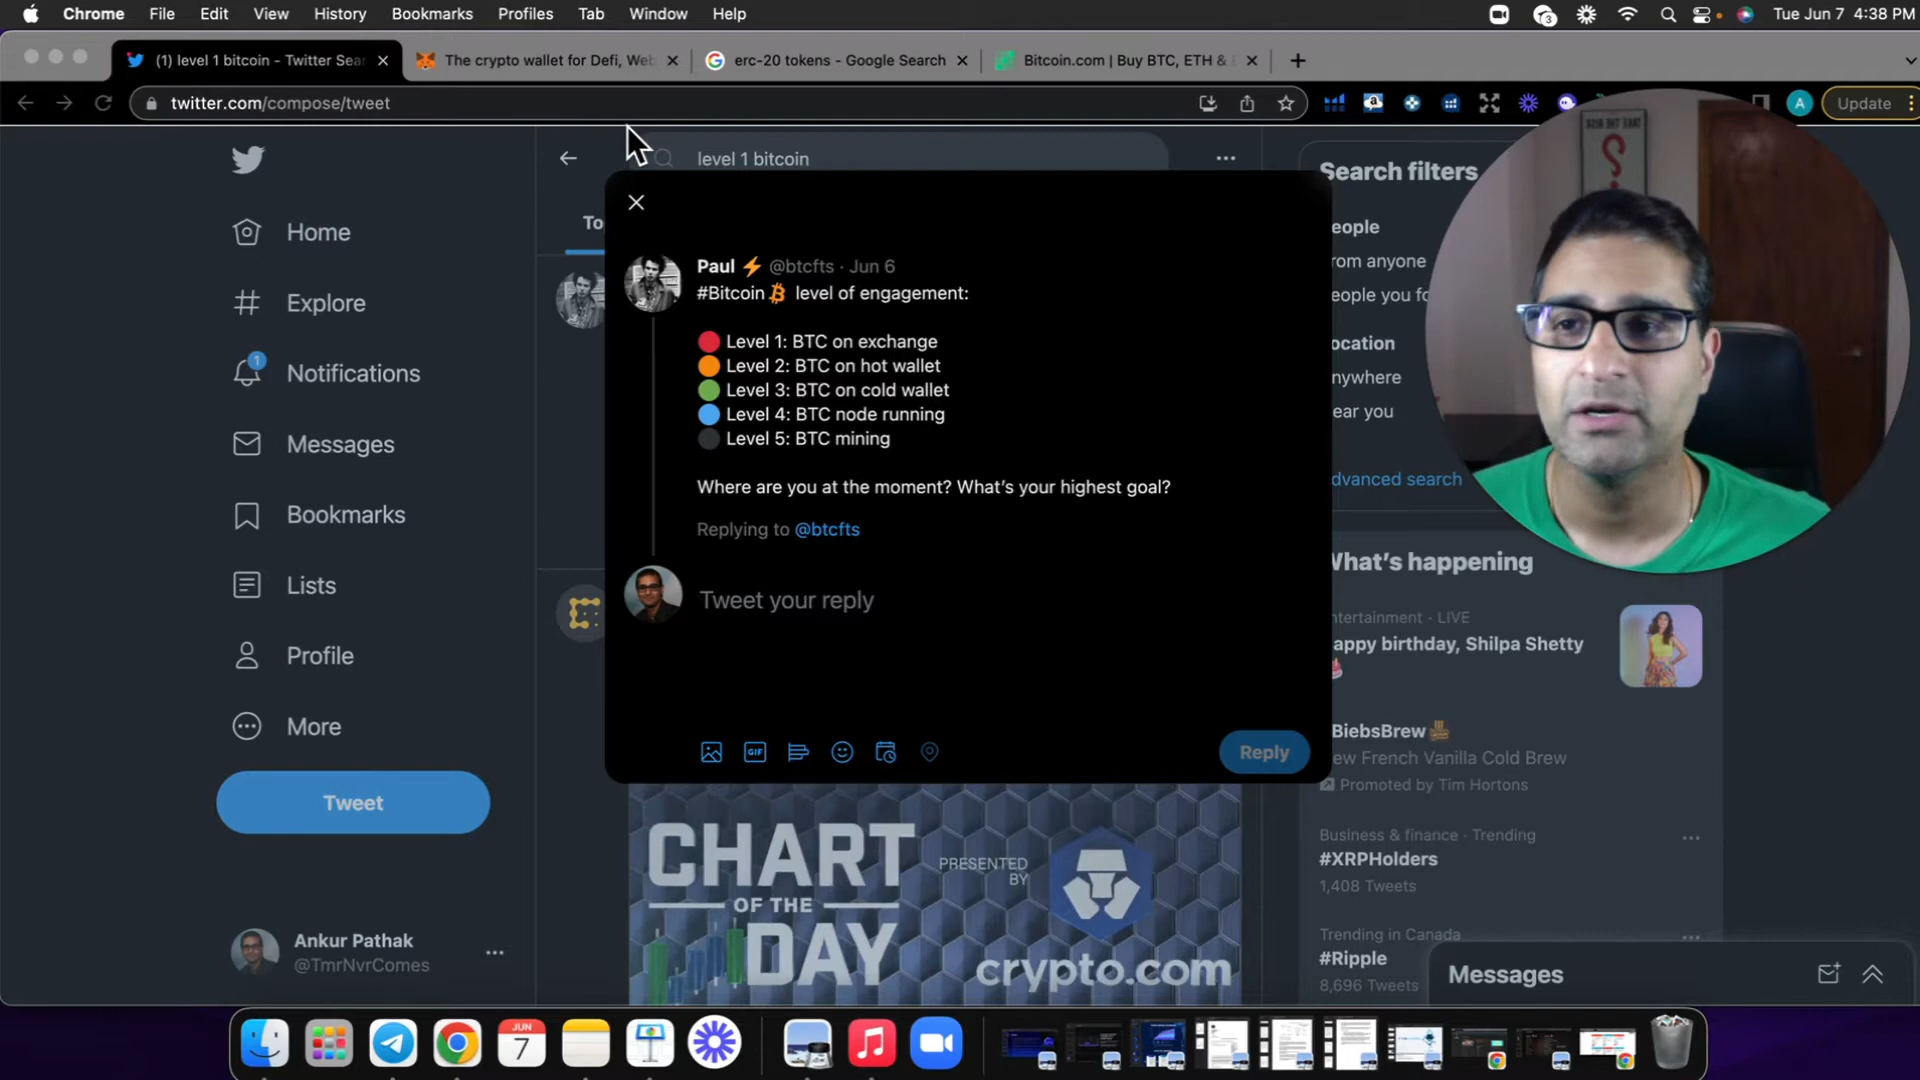 Chrome File Edit View History Bookmarks Profiles Tab Window Help
3
Tue Jun 7 4:38 PM
(1) level 1 bitcoin - Twitter Sear
The crypto wallet for Defi, Web
erc-20 tokens - Google Search
Bitcoin.com | Buy BTC, ETH &
twitter.com/compose/tweet
A
Update
level 1 bitcoin
To
Home
Explore
1
Notifications
Messages
Bookmarks
Lists
Profile
More
Tweet
Ankur Pathak
@TmrNvrComes
Paul @btcfts · Jun 6
#Bitcoin level of engagement:
Level 1: BTC on exchange
Level 2: BTC on hot wallet
Level 3: BTC on cold wallet
Level 4: BTC node running
Level 5: BTC mining
Where are you at the moment? What's your highest goal?
Replying to @btcfts
Tweet your reply
GIF
Reply
CHART
OF THE
DAY
PRESENTED
BY
crypto.com
Search filters
eople
rom anyone
eople you fo
ocation
nywhere
ear you
dvanced search
What's happening
ntertainment · LIVE
appy birthday, Shilpa Shetty
BiebsBrew
ew French Vanilla Cold Brew
Promoted by Tim Hortons
Business & finance · Trending
#XRPHolders
1,408 Tweets
Trending in Canada
#Ripple
8,696 Tweets
Messages
JUN
7